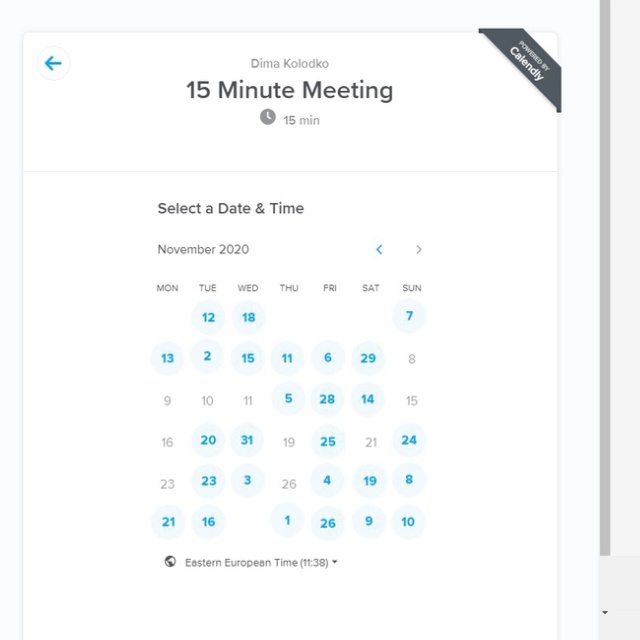 POWERED BY
Calendly
Dima Kolodko
15 Minute Meeting
15 min
Select a Date & Time
November 2020
MON TUE WED THU FRI SAT SUN
12 18 7
13 2 15 11 6 29 8
9 10 11 5 28 14 15
16 20 31 19 25 21 24
23 23 3 26 4 19 8
21 16 1 26 9 10
Eastern European Time (11:38)